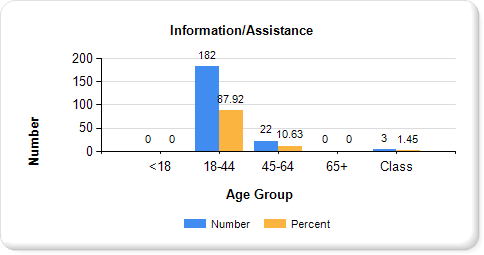 Information/Assistance
Number
200
150
100
50
0
0 0
182 87.92
22 10.63
0 0
3 1.45
<18 18-44 45-64 65+ Class
Age Group
Number Percent